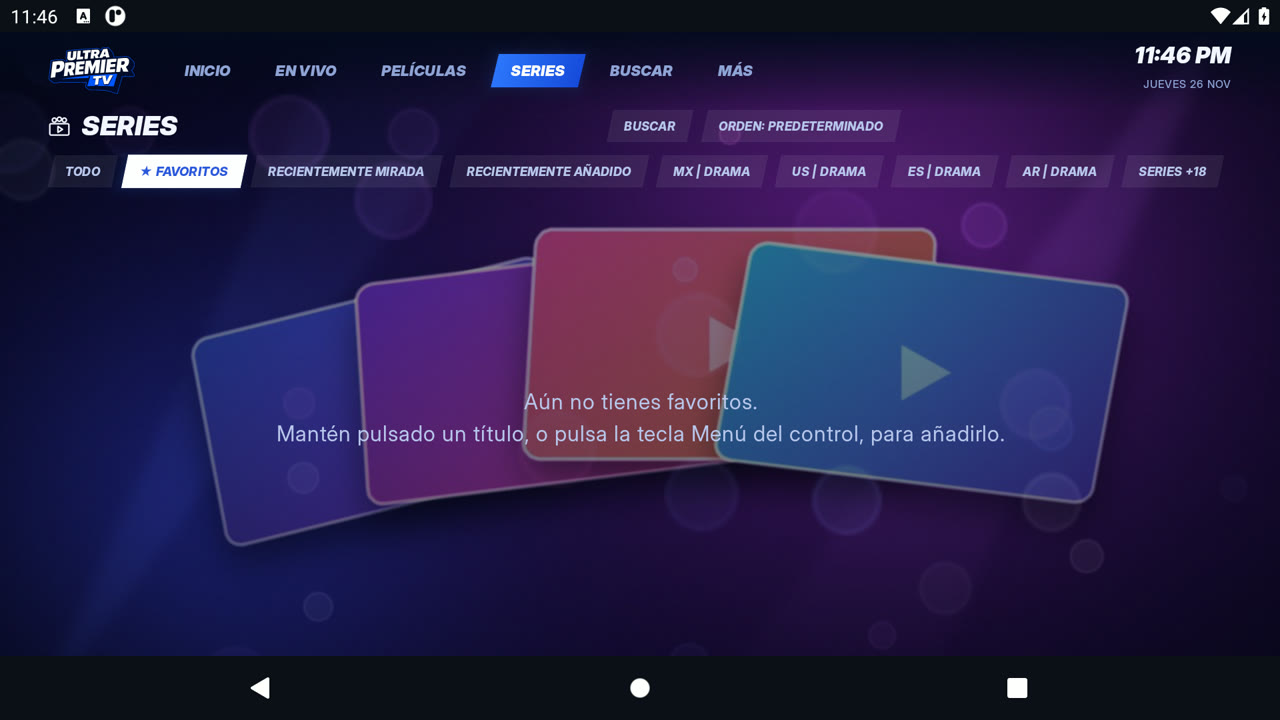 11:46
ULTRA
PREMIER
TV
INICIO
EN VIVO
PELÍCULAS
SERIES
BUSCAR
MÁS
11:46 PM
JUEVES 26 NOV
SERIES
BUSCAR
ORDEN: PREDETERMINADO
TODO
★ FAVORITOS
RECIENTEMENTE MIRADA
RECIENTEMENTE AÑADIDO
MX | DRAMA
US | DRAMA
ES | DRAMA
AR | DRAMA
SERIES +18
Aún no tienes favoritos.
Mantén pulsado un título, o pulsa la tecla Menú del control, para añadirlo.